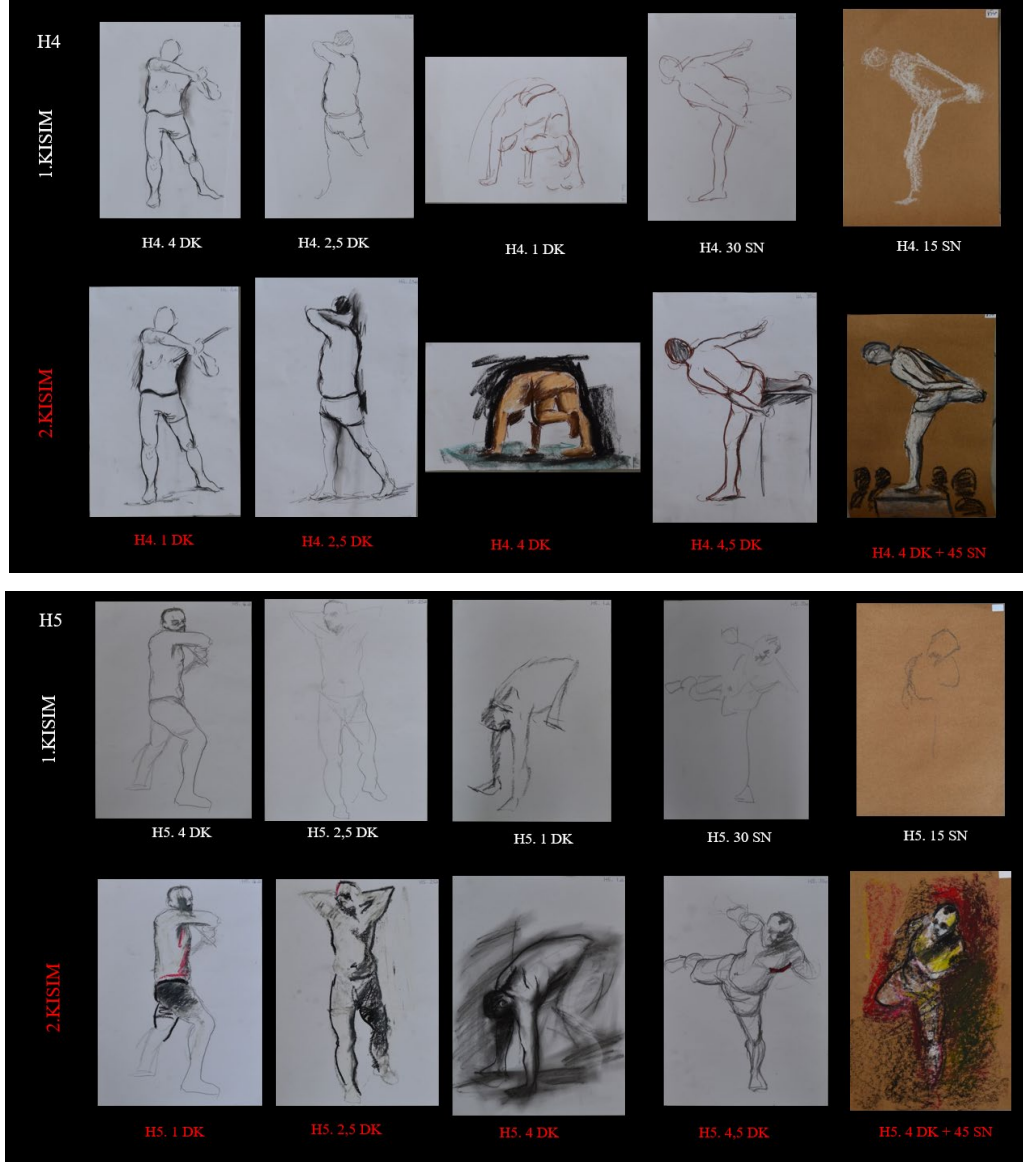 H4
1.KISIM
H4. 4 DK
H4. 2,5 DK
H4. 1 DK
H4. 30 SN
H4. 15 SN
2.KISIM
H4. 1 DK
H4. 2,5 DK
H4. 4 DK
H4. 4,5 DK
H4. 4 DK + 45 SN
H5
1.KISIM
H5. 4 DK
H5. 2,5 DK
H5. 1 DK
H5. 30 SN
H5. 15 SN
2.KISIM
H5. 1 DK
H5. 2,5 DK
H5. 4 DK
H5. 4,5 DK
H5. 4 DK + 45 SN